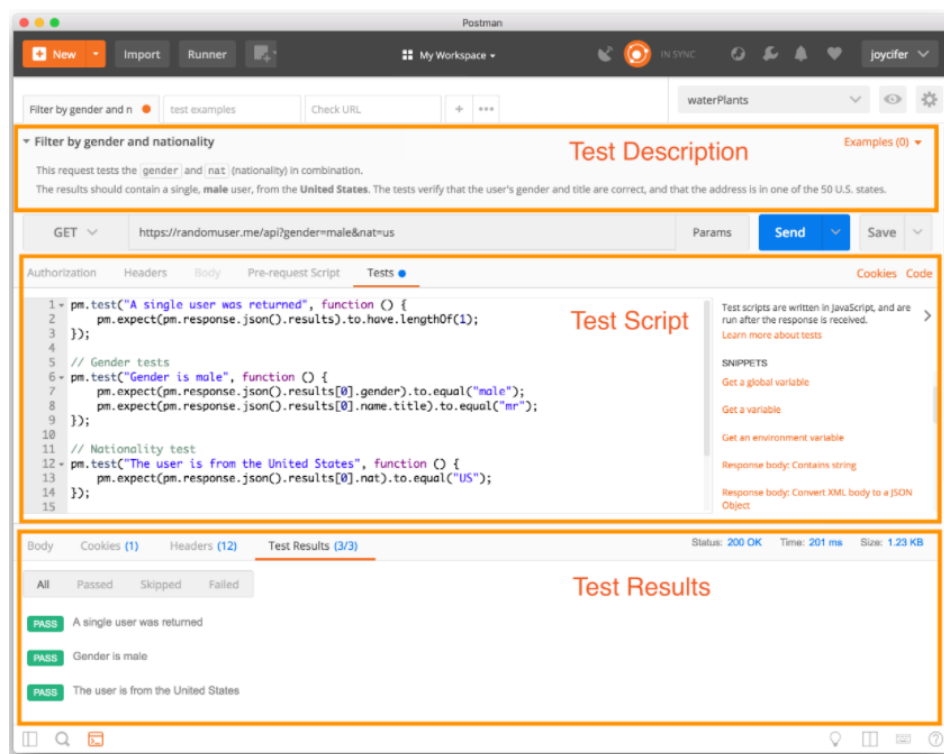 Postman
New
Import
Runner
My Workspace
IN SYNC
joycifer
Filter by gender and n
test examples
Check URL
+
•••
waterPlants
Filter by gender and nationality
Test Description
Examples (0)
This request tests the gender and nat (nationality) in combination.
The results should contain a single, male user, from the United States. The tests verify that the user's gender and title are correct, and that the address is in one of the 50 U.S. states.
GET
https://randomuser.me/api?gender=male&nat=us
Params
Send
Save
Authorization
Headers
Body
Pre-request Script
Tests
Cookies
Code
1 pm.test("A single user was returned", function () {
2 pm.expect(pm.response.json().results).to.have.lengthOf(1);
3 });
4
5 // Gender tests
6 pm.test("Gender is male", function () {
7 pm.expect(pm.response.json().results[0].gender).to.equal("male");
8 pm.expect(pm.response.json().results[0].name.title).to.equal("mr");
9 });
10
11 // Nationality test
12 pm.test("The user is from the United States", function () {
13 pm.expect(pm.response.json().results[0].nat).to.equal("US");
14 });
15
Test Script
Test scripts are written in JavaScript, and are
run after the response is received.
Learn more about tests
SNIPPETS
Get a global variable
Get a variable
Get an environment variable
Response body: Contains string
Response body: Convert XML body to a JSON
Object
Body
Cookies (1)
Headers (12)
Test Results (3/3)
Status: 200 OK
Time: 201 ms
Size: 1.23 KB
All
Passed
Skipped
Failed
Test Results
PASS A single user was returned
PASS Gender is male
PASS The user is from the United States